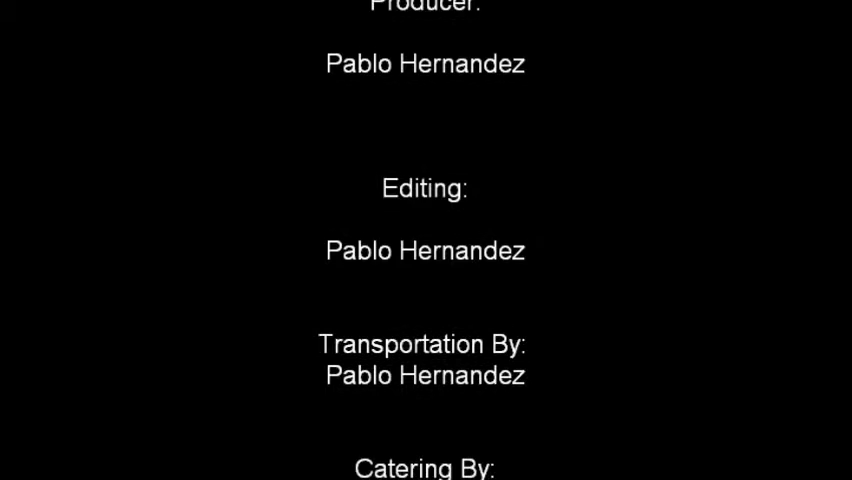 Producer:
Pablo Hernandez
Editing:
Pablo Hernandez
Transportation By:
Pablo Hernandez
Catering By: